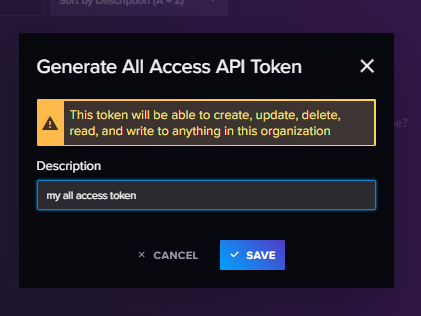 Sort by Description (A → Z)
Generate All Access API Token
This token will be able to create, update, delete,
read, and write to anything in this organization
Description
my all access token
CANCEL
SAVE